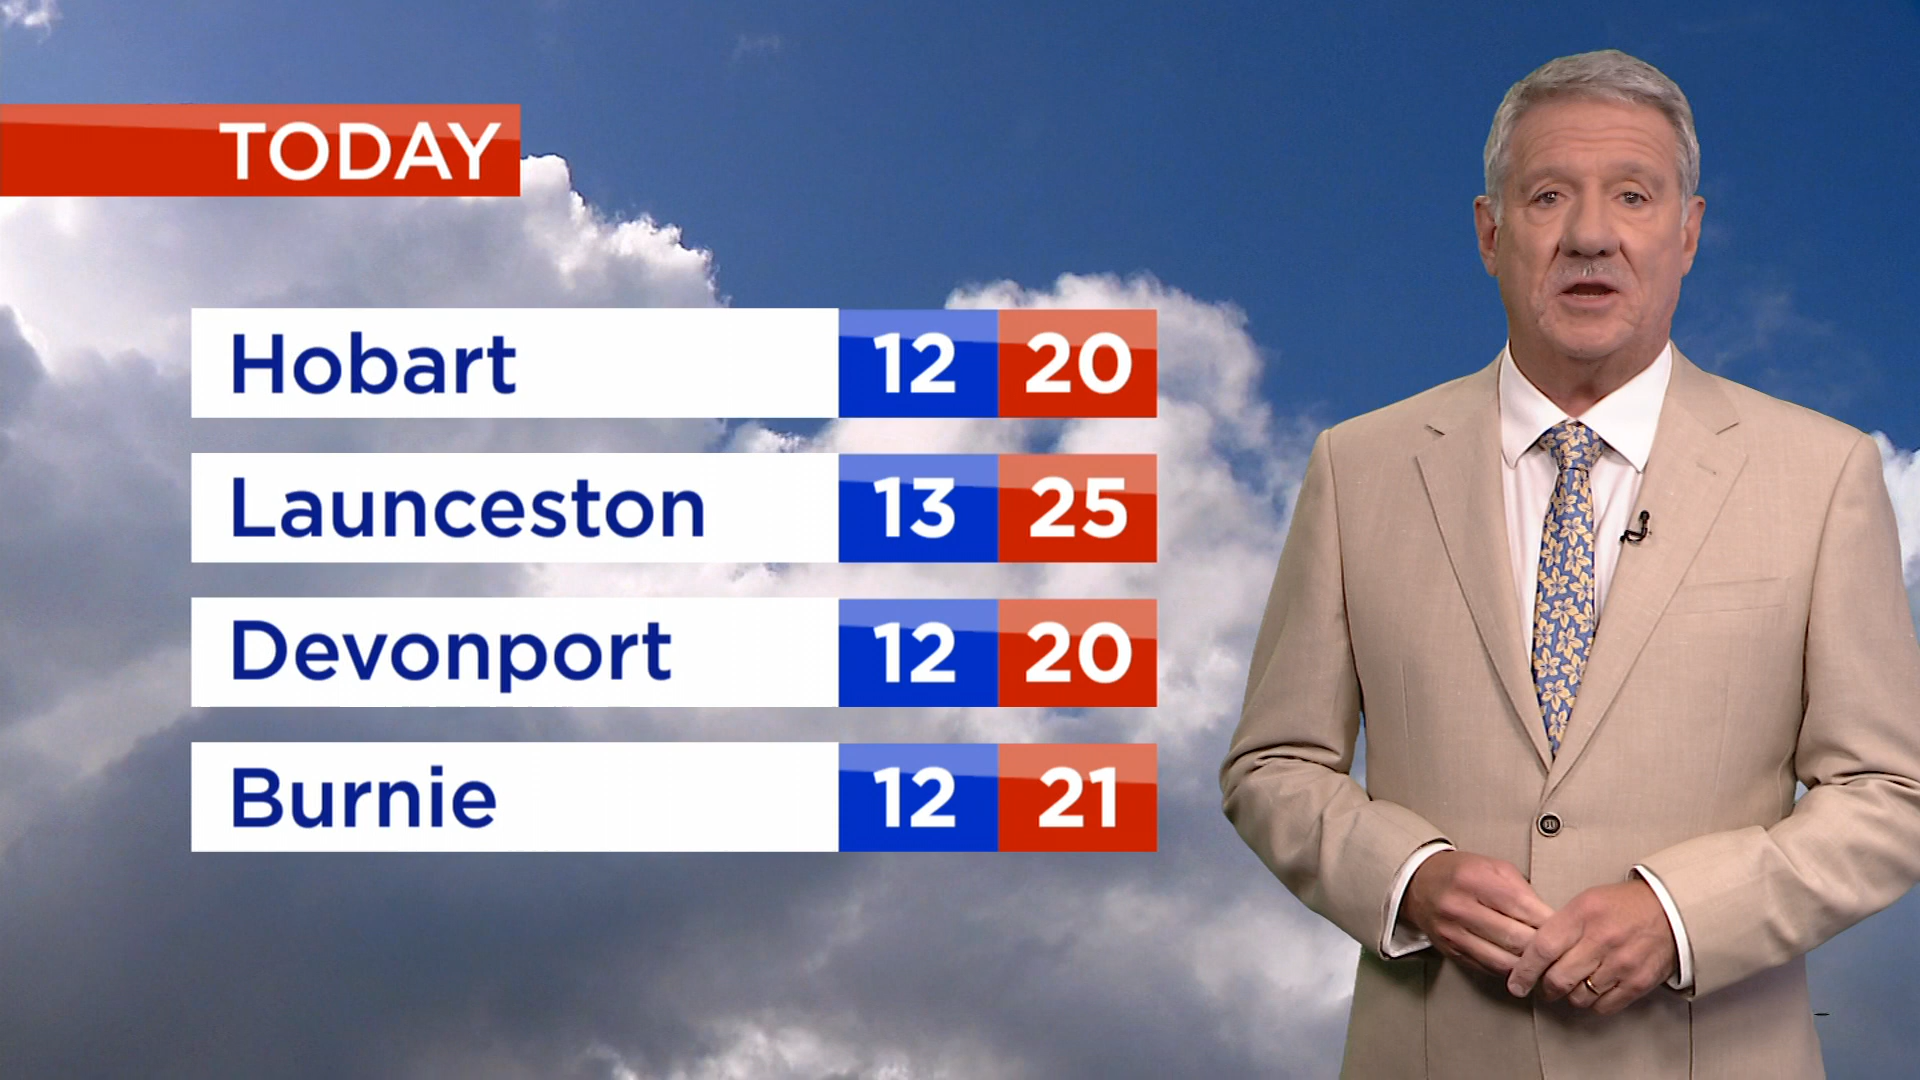 TODAY
Hobart 12 20
Launceston 13 25
Devonport 12 20
Burnie 12 21